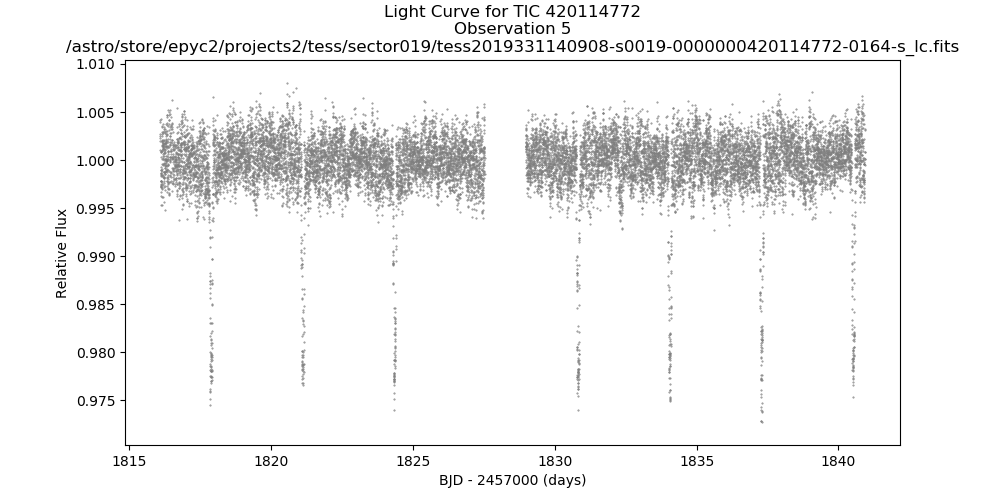 Light Curve for TIC 420114772
Observation 5
/astro/store/epyc2/projects2/tess/sector019/tess2019331140908-s0019-0000000420114772-0164-s_lc.fits
1.010
1.005
1.000
0.995
0.990
0.985
0.980
0.975
Relative Flux
1815
1820
1825
1830
1835
1840
BJD - 2457000 (days)